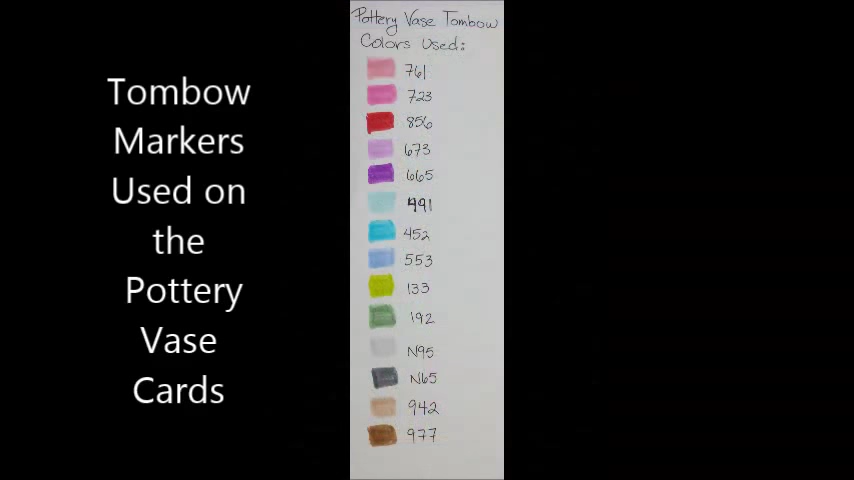 Tombow
Markers
Used on
the
Pottery
Vase
Cards
Pottery Vase Tombow
Colors Used:
761
723
856
673
665
491
452
553
133
192
N95
N65
942
977